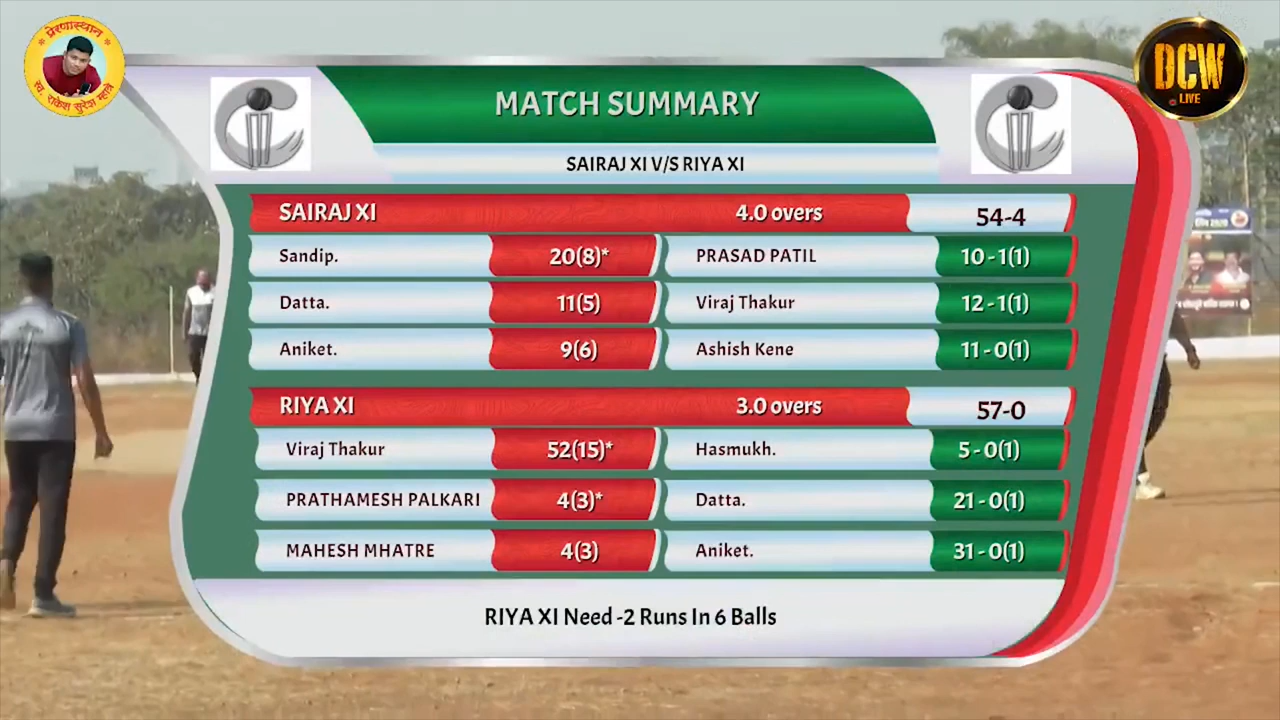 प्रेरणास्थान
स्व. राकेश सुरेश म्हात्रे
DCW
LIVE
MATCH SUMMARY
SAIRAJ XI V/S RIYA XI
SAIRAJ XI 4.0 overs 54-4
Sandip. 20(8)* PRASAD PATIL 10-1(1)
Datta. 11(5) Viraj Thakur 12-1(1)
Aniket. 9(6) Ashish Kene 11-0(1)
RIYA XI 3.0 overs 57-0
Viraj Thakur 52(15)* Hasmukh. 5-0(1)
PRATHAMESH PALKARI 4(3)* Datta. 21-0(1)
MAHESH MHATRE 4(3) Aniket. 31-0(1)
RIYA XI Need -2 Runs In 6 Balls